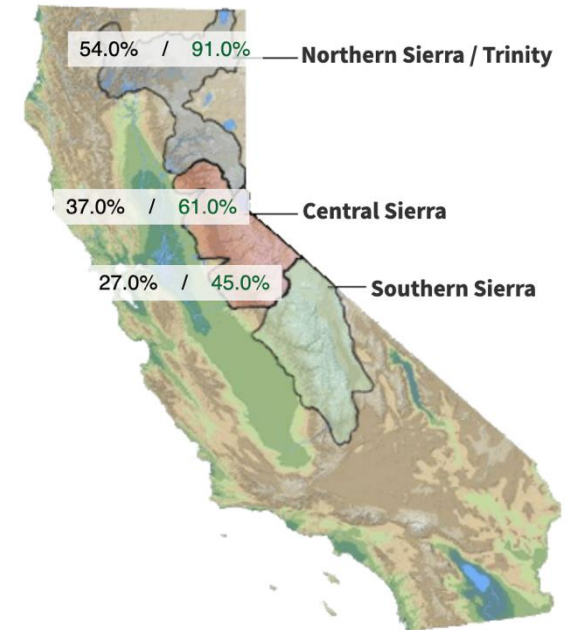 54.0% / 91.0%
Northern Sierra / Trinity
37.0% / 61.0%
Central Sierra
27.0% / 45.0%
Southern Sierra